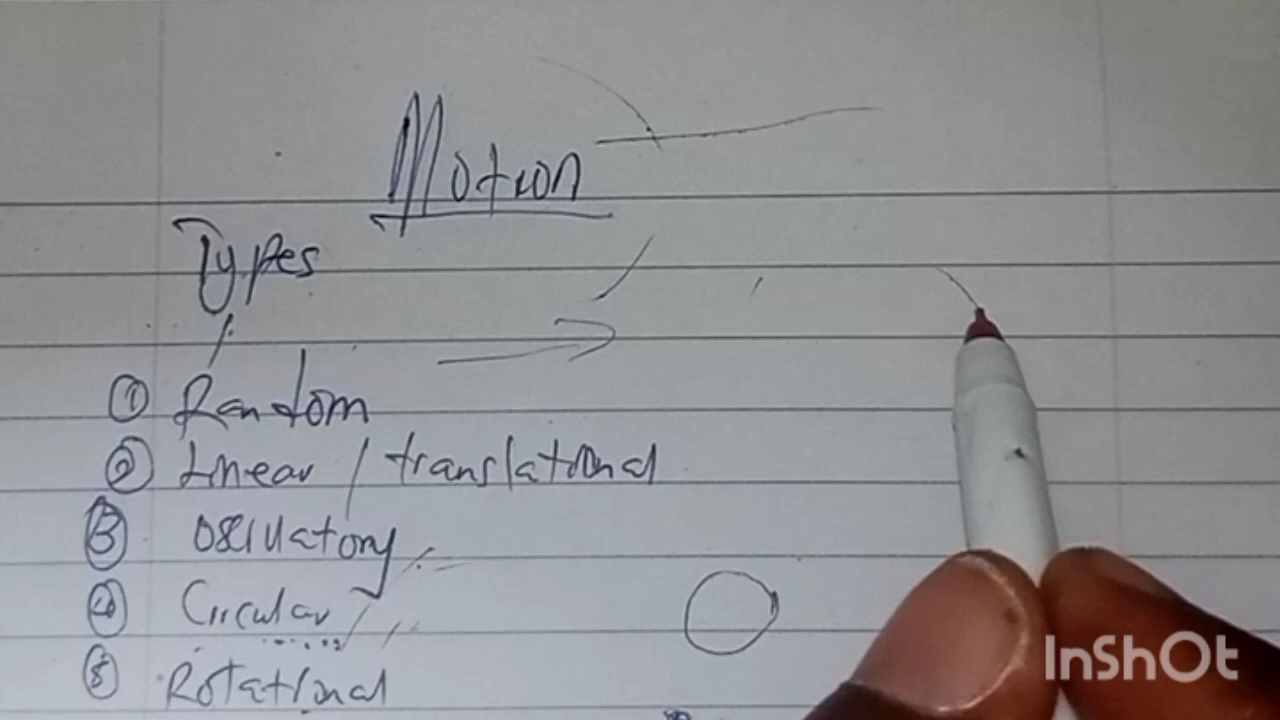 Motion
Types
① Random
② Linear / translational
③ Oscillatory
④ Circular
⑤ Rotational
InShOt